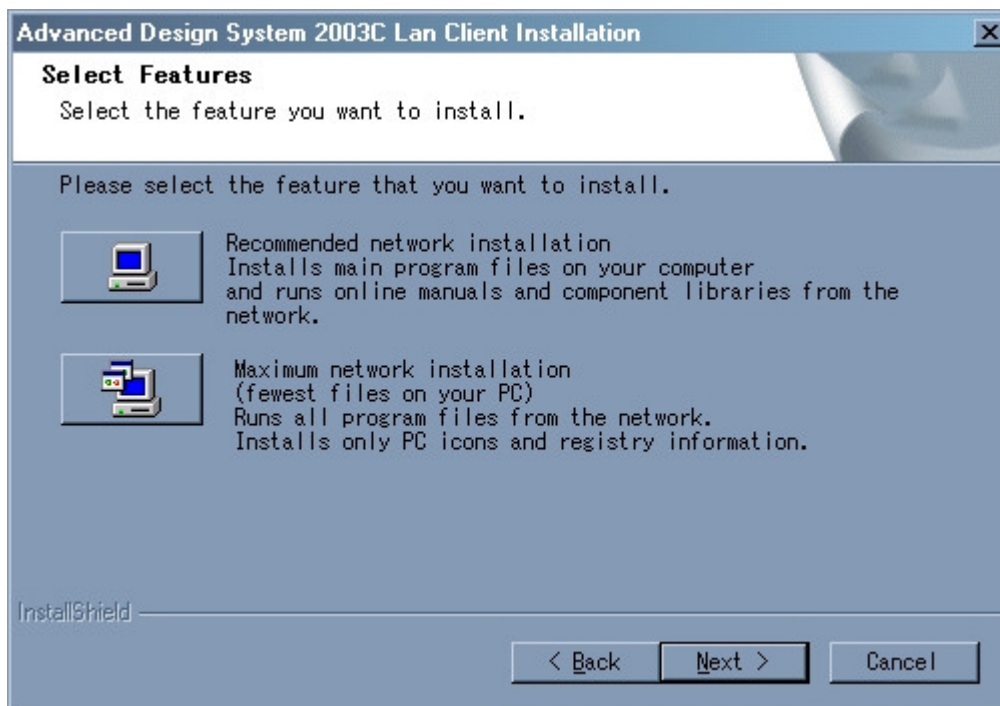 Advanced Design System 2003C Lan Client Installation
Select Features
Select the feature you want to install.
Please select the feature that you want to install.
Recommended network installation
Installs main program files on your computer
and runs online manuals and component libraries from the
network.
Maximum network installation
(fewest files on your PC)
Runs all program files from the network.
Installs only PC icons and registry information.
InstallShield
< Back
Next >
Cancel